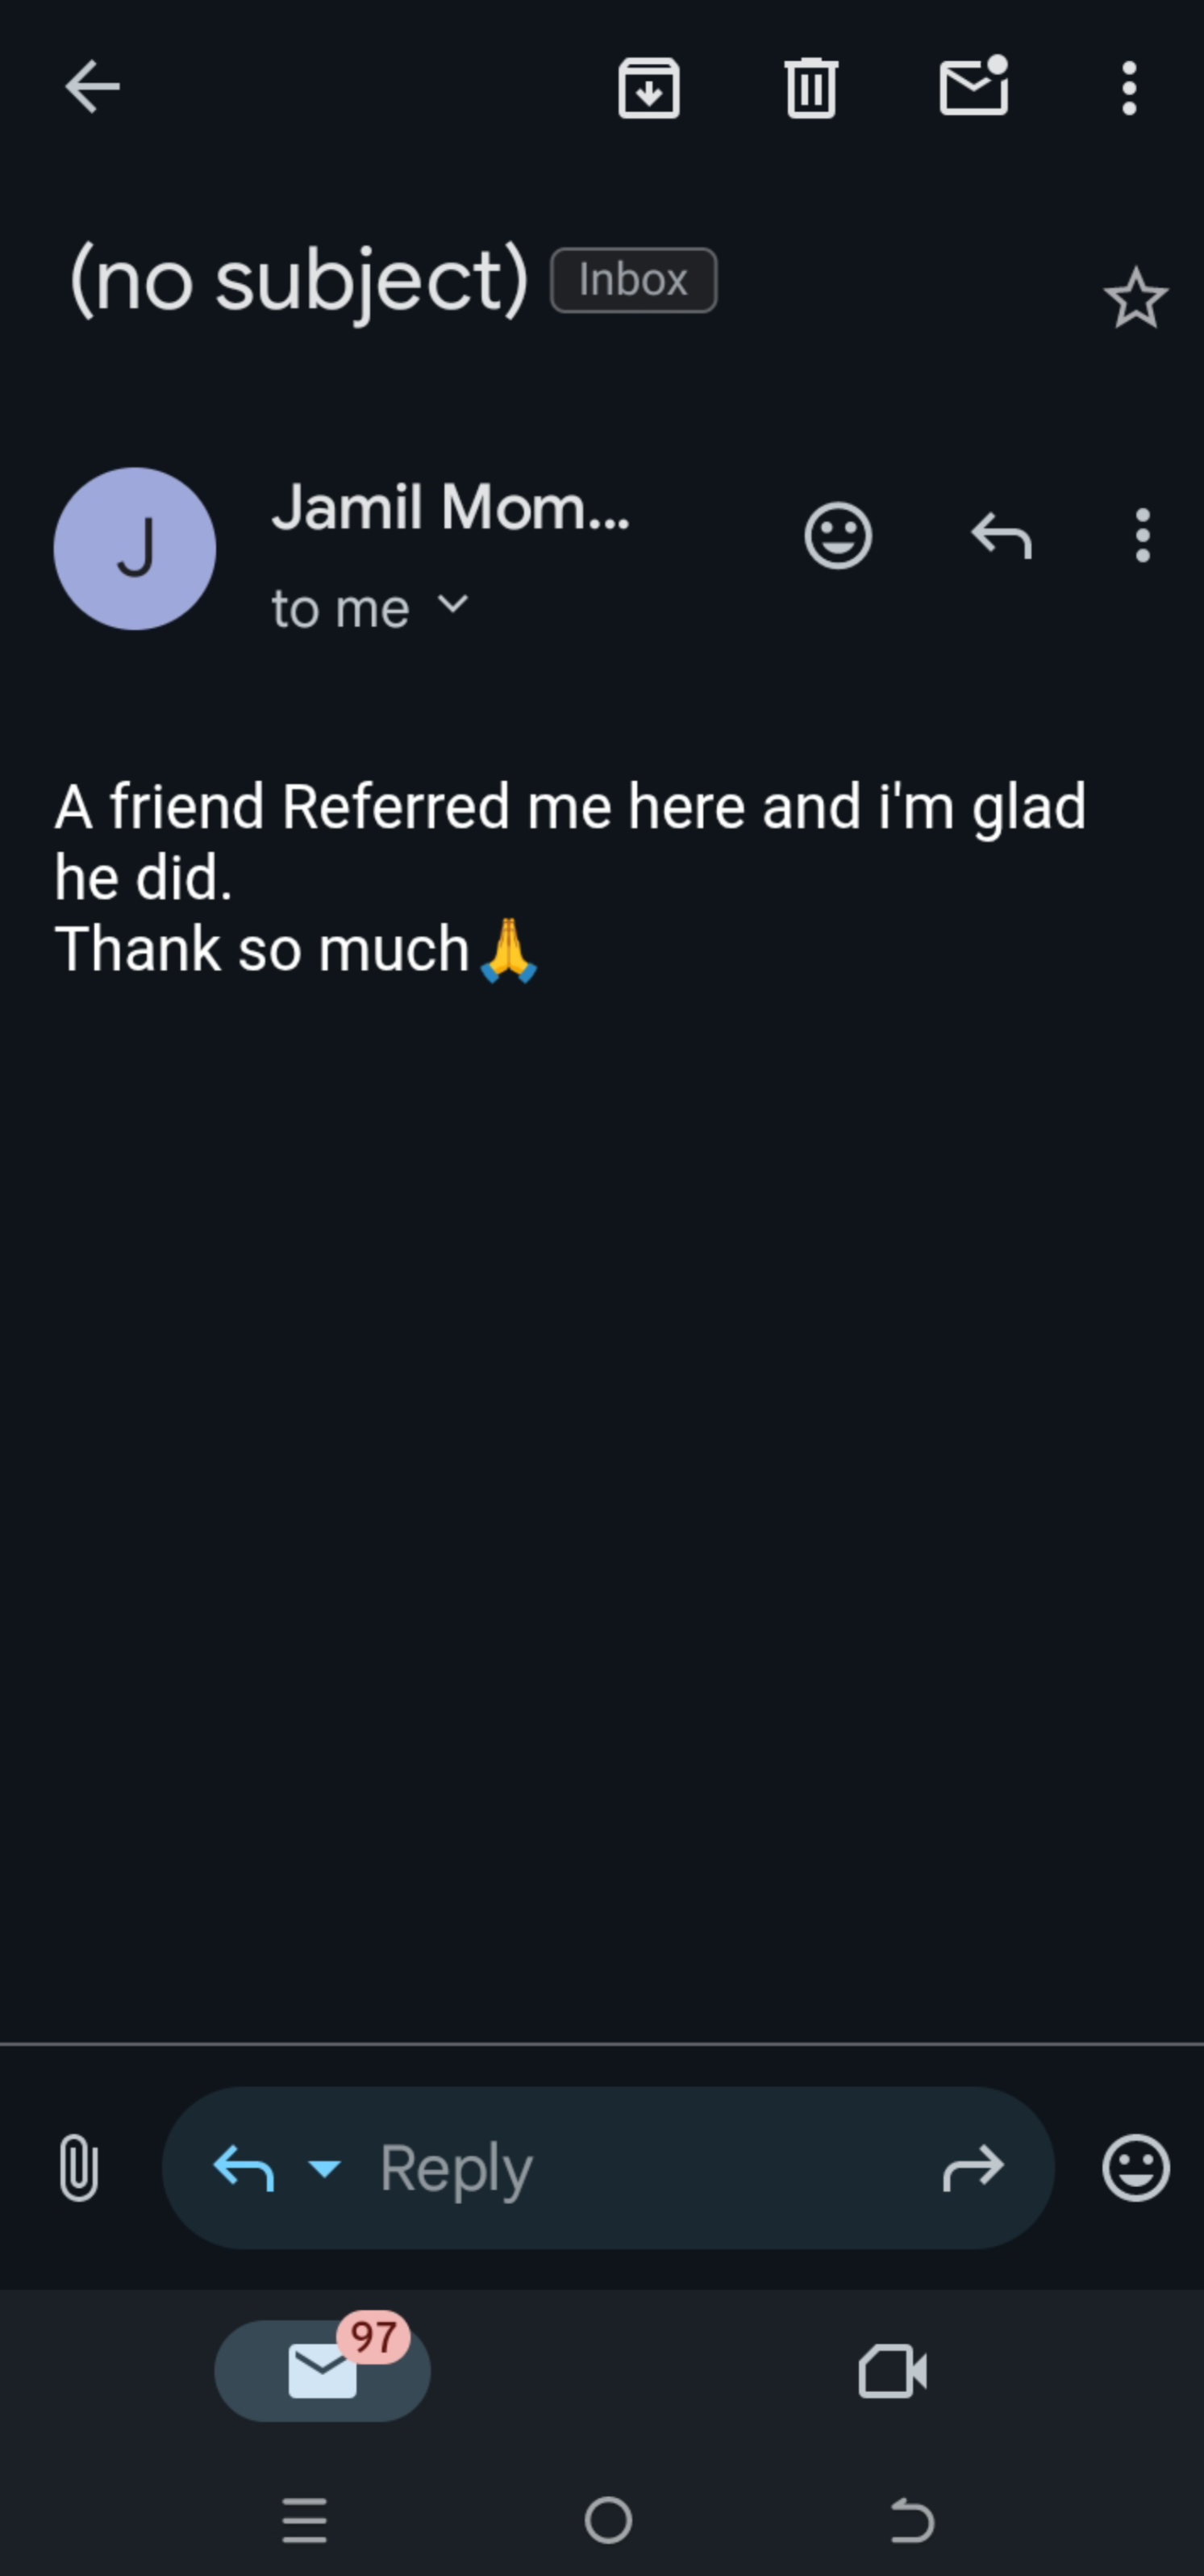 (no subject) Inbox
J
Jamil Mom...
to me
A friend Referred me here and i'm glad
he did.
Thank so much🙏
Reply
97